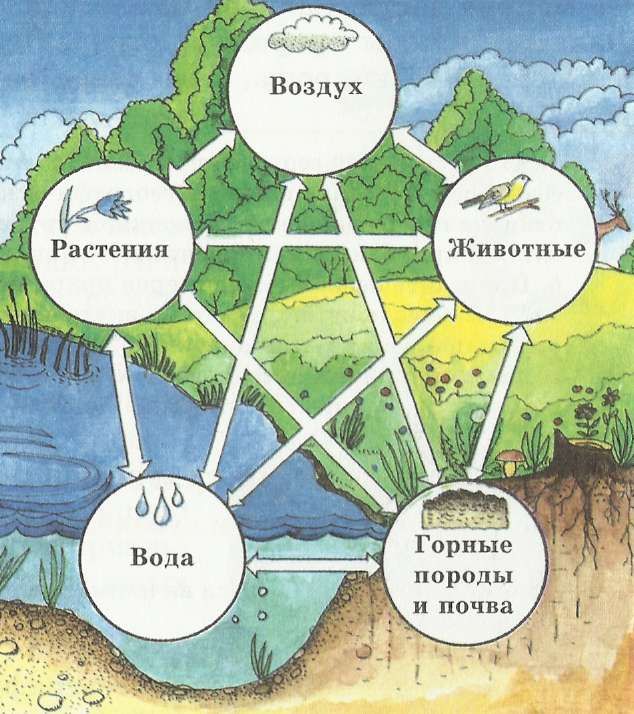 Воздух
Растения
Животные
Вода
Горные
породы
и почва